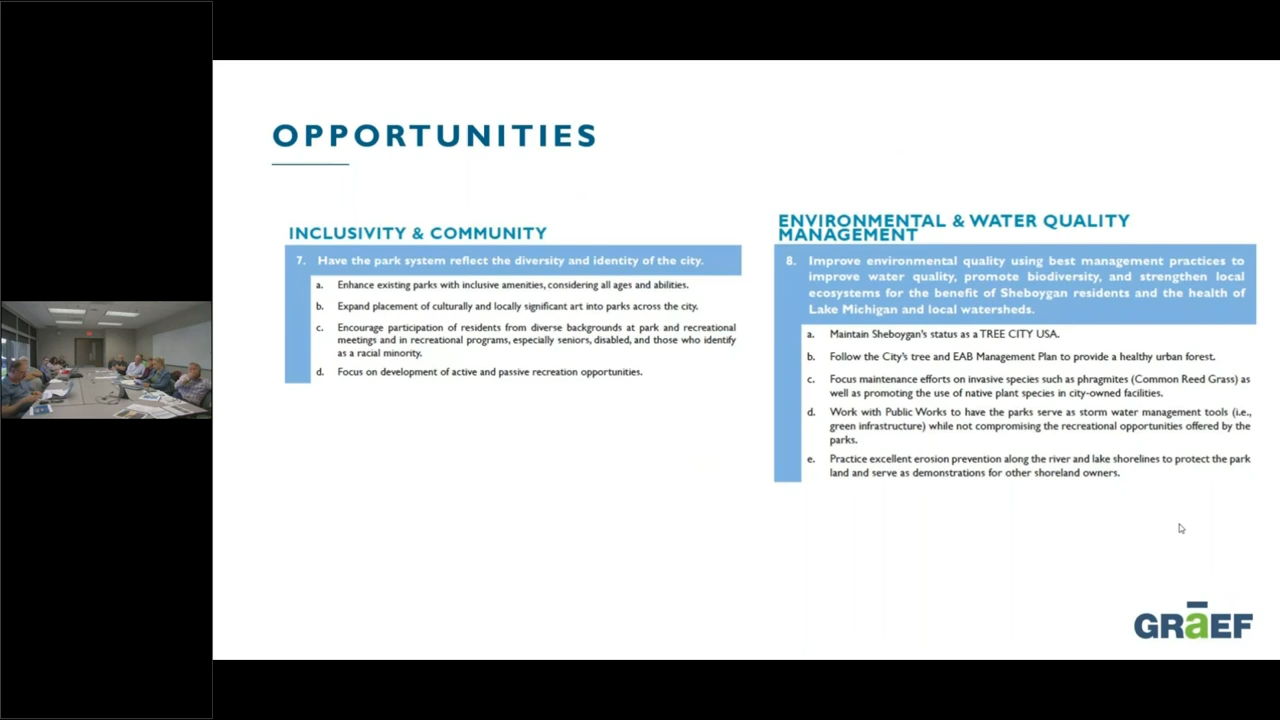 OPPORTUNITIES
INCLUSIVITY & COMMUNITY
7. Have the park system reflect the diversity and identity of the city.
a. Enhance existing parks with inclusive amenities, considering all ages and abilities.
b. Expand placement of culturally and locally significant art into parks across the city.
c. Encourage participation of residents from diverse backgrounds at park and recreational
meetings and in recreational programs, especially seniors, disabled, and those who identify
as a racial minority.
d. Focus on development of active and passive recreation opportunities.
ENVIRONMENTAL & WATER QUALITY
MANAGEMENT
8. Improve environmental quality using best management practices to
improve water quality, promote biodiversity, and strengthen local
ecosystems for the benefit of Sheboygan residents and the health of
Lake Michigan and local watersheds.
a. Maintain Sheboygan's status as a TREE CITY USA.
b. Follow the City's tree and EAB Management Plan to provide a healthy urban forest.
c. Focus maintenance efforts on invasive species such as phragmites (Common Reed Grass) as
well as promoting the use of native plant species in city-owned facilities.
d. Work with Public Works to have the parks serve as storm water management tools (i.e.,
green infrastructure) while not compromising the recreational opportunities offered by the
parks.
e. Practice excellent erosion prevention along the river and lake shorelines to protect the park
land and serve as demonstrations for other shoreland owners.
GRāEF